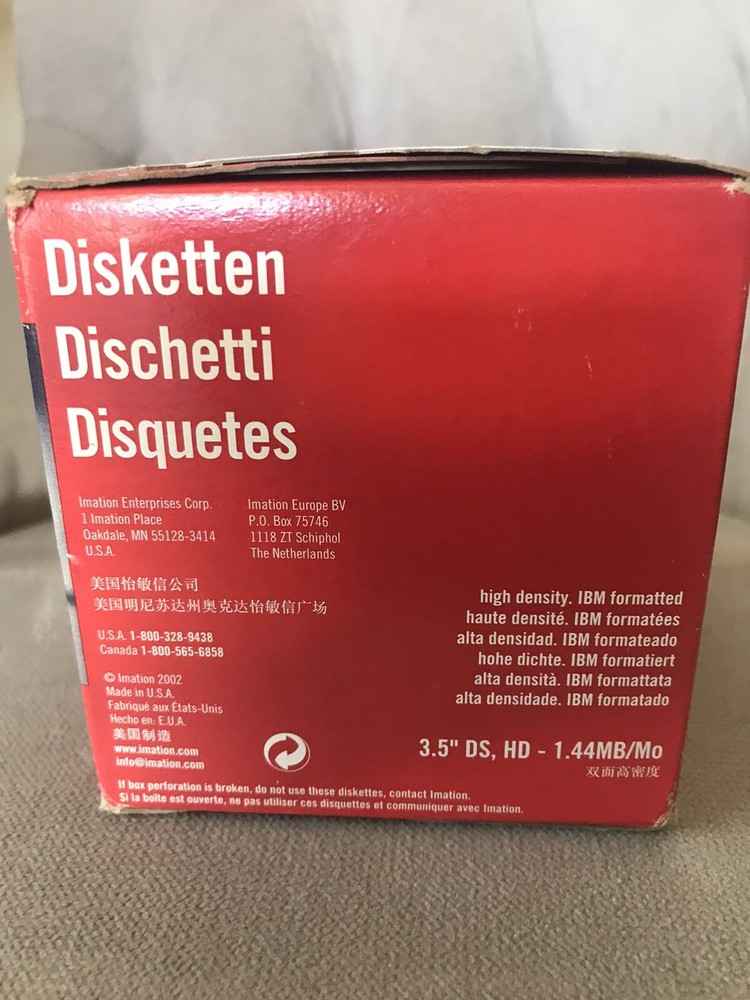 Disketten
Dischetti
Disquetes
Imation Enterprises Corp.
1 Imation Place
Oakdale, MN 55128-3414
U.S.A.
Imation Europe BV
P.O. Box 75746
1118 ZT Schiphol
The Netherlands
美国怡敏信公司
美国明尼苏达州奥克达怡敏信广场
U.S.A. 1-800-328-9438
Canada 1-800-565-6858
© Imation 2002
Made in U.S.A.
Fabriqué aux États-Unis
Hecho en: E.U.A.
美国制造
www.imation.com
info@imation.com
high density. IBM formatted
haute densité. IBM formatées
alta densidad. IBM formateado
hohe dichte. IBM formatiert
alta densità. IBM formattata
alta densidade. IBM formatado
3.5" DS, HD - 1.44MB/Mo
双面高密度
If box perforation is broken, do not use these diskettes, contact Imation.
Si la boîte est ouverte, ne pas utiliser ces disquettes et communiquer avec Imation.